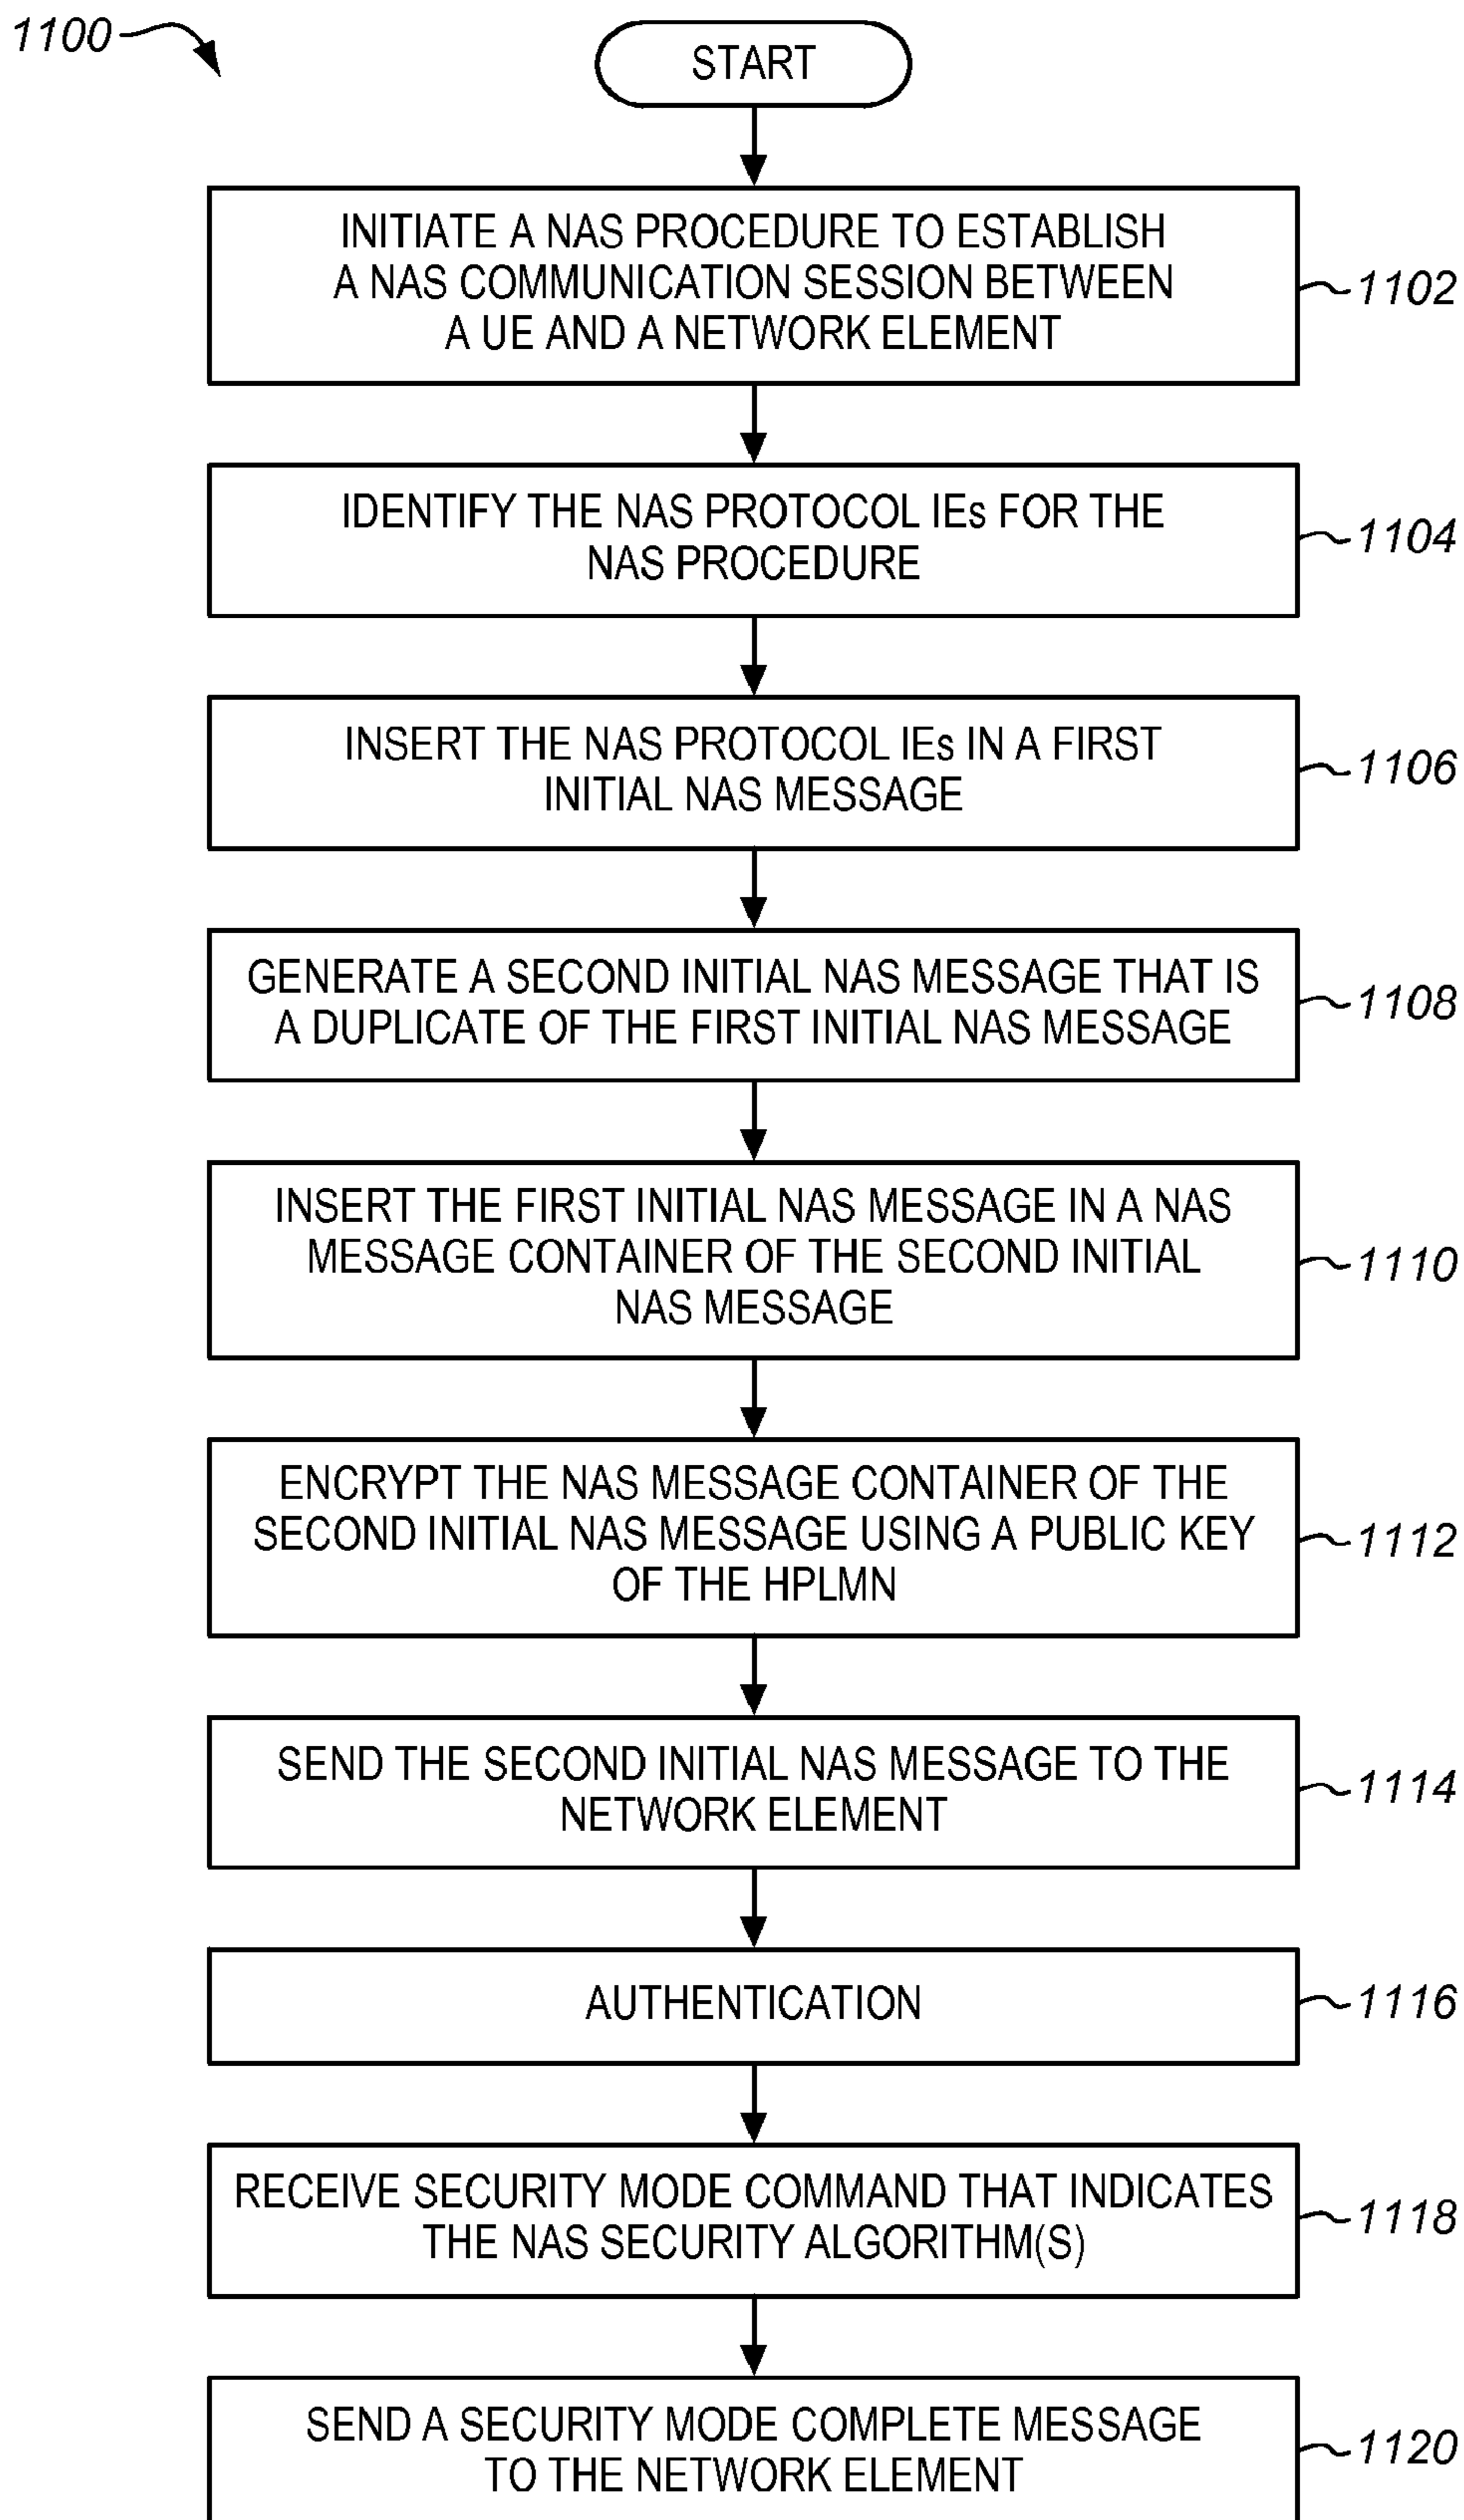 1100
START
INITIATE A NAS PROCEDURE TO ESTABLISH
A NAS COMMUNICATION SESSION BETWEEN
A UE AND A NETWORK ELEMENT
1102
IDENTIFY THE NAS PROTOCOL IEs FOR THE
NAS PROCEDURE
1104
INSERT THE NAS PROTOCOL IEs IN A FIRST
INITIAL NAS MESSAGE
1106
GENERATE A SECOND INITIAL NAS MESSAGE THAT IS
A DUPLICATE OF THE FIRST INITIAL NAS MESSAGE
1108
INSERT THE FIRST INITIAL NAS MESSAGE IN A NAS
MESSAGE CONTAINER OF THE SECOND INITIAL
NAS MESSAGE
1110
ENCRYPT THE NAS MESSAGE CONTAINER OF THE
SECOND INITIAL NAS MESSAGE USING A PUBLIC KEY
OF THE HPLMN
1112
SEND THE SECOND INITIAL NAS MESSAGE TO THE
NETWORK ELEMENT
1114
AUTHENTICATION
1116
RECEIVE SECURITY MODE COMMAND THAT INDICATES
THE NAS SECURITY ALGORITHM(S)
1118
SEND A SECURITY MODE COMPLETE MESSAGE
TO THE NETWORK ELEMENT
1120